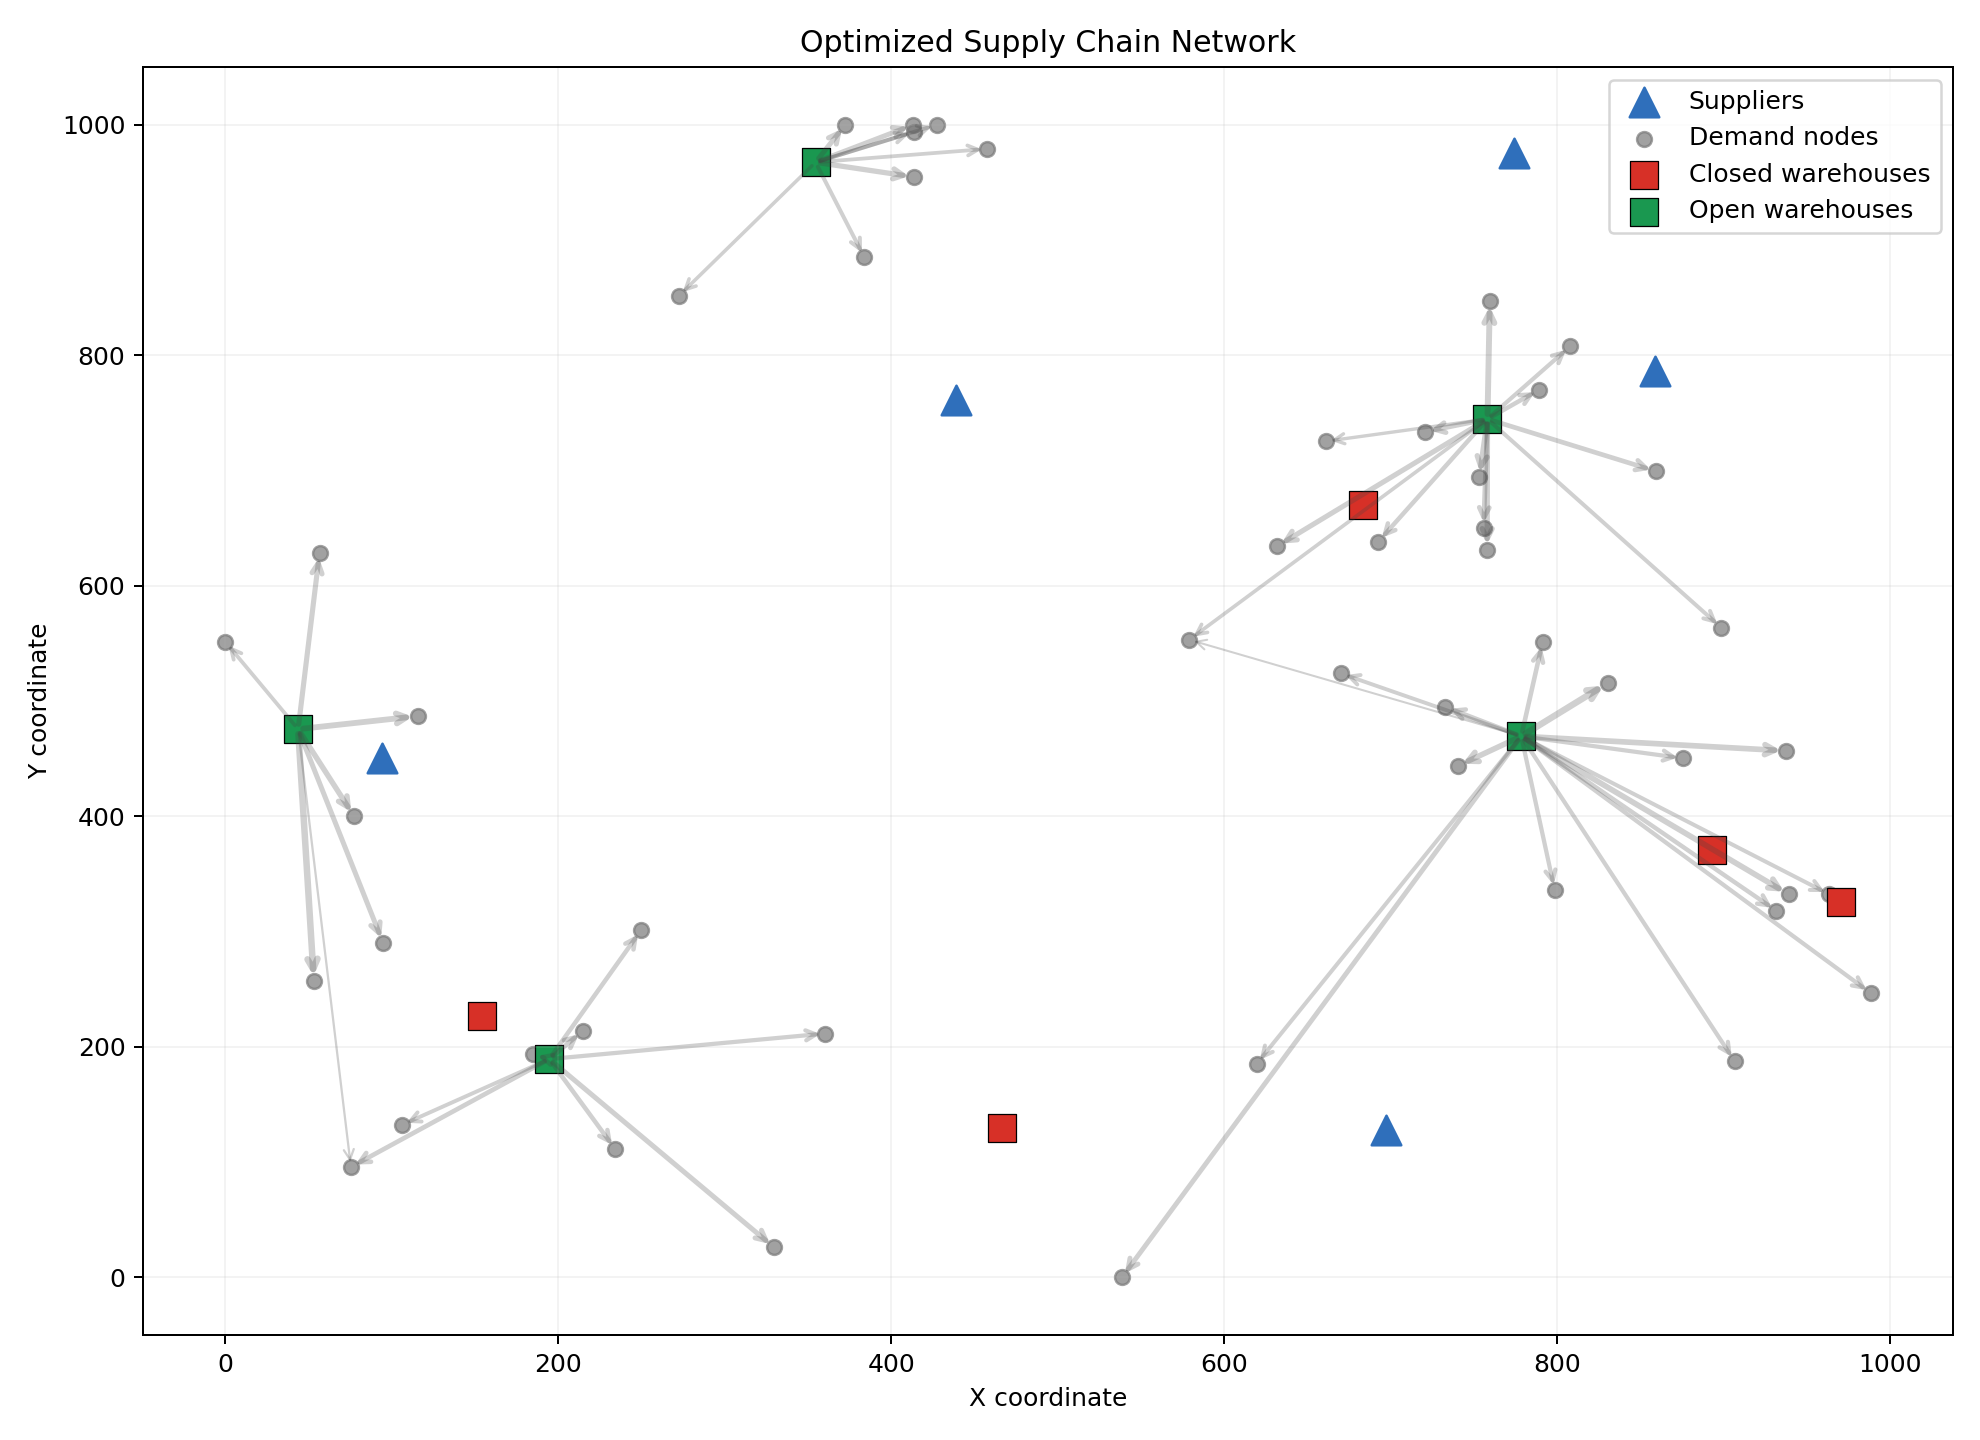 Optimized Supply Chain Network
Suppliers
Demand nodes
Closed warehouses
Open warehouses
1000
800
600
400
200
0
Y coordinate
0 200 400 600 800 1000
X coordinate